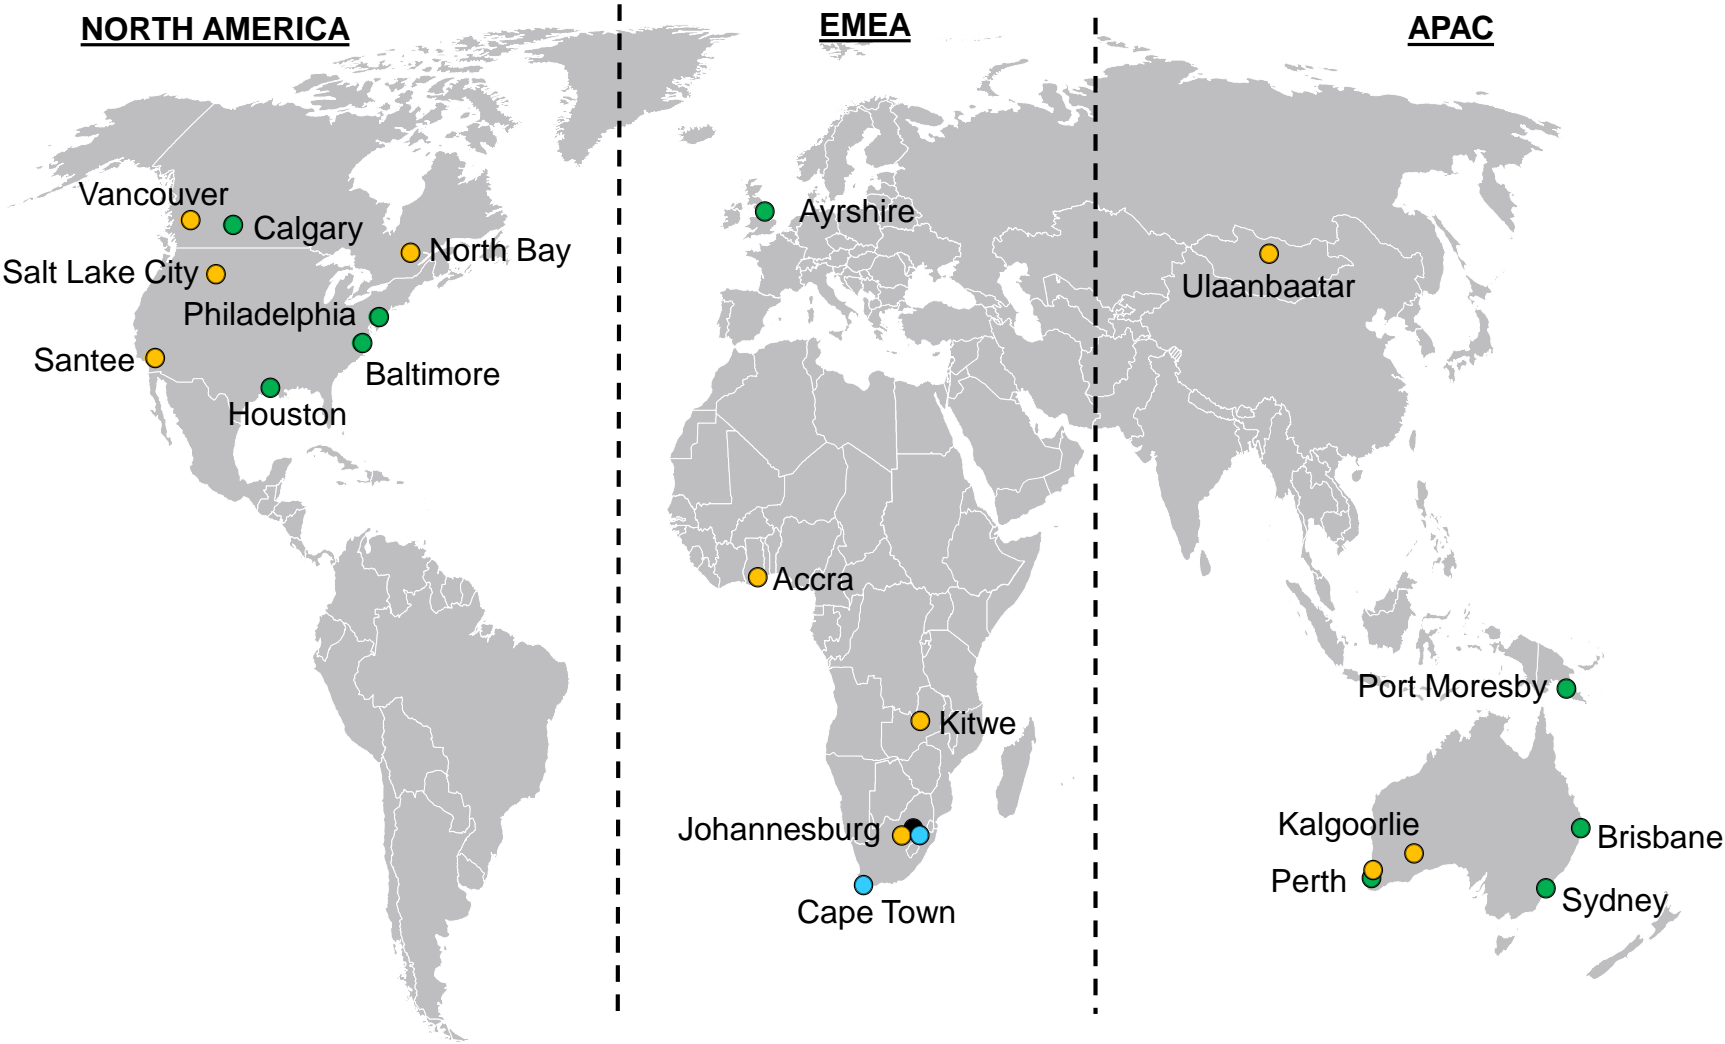 NORTH AMERICA
EMEA
APAC
Vancouver
Calgary
North Bay
Salt Lake City
Philadelphia
Santee
Baltimore
Houston
Ayrshire
Accra
Kitwe
Johannesburg
Cape Town
Ulaanbaatar
Port Moresby
Kalgoorlie
Brisbane
Perth
Sydney